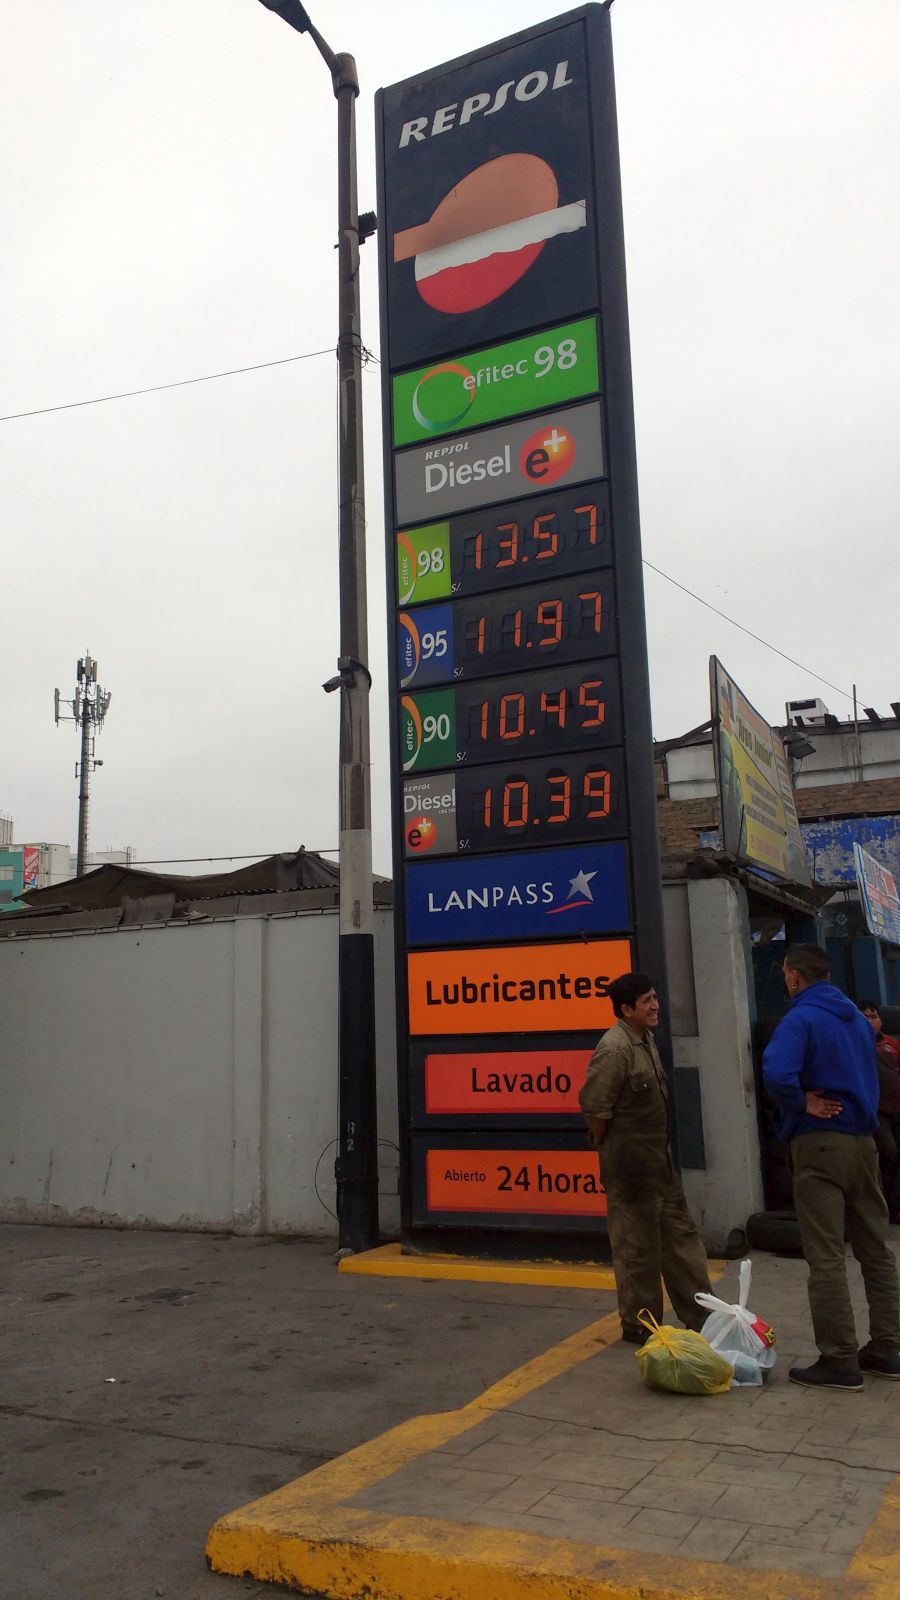 REPSOL
efitec 98
REPSOL
Diesel e+
efitec 98 S/. 13.57
efitec 95 S/. 11.97
efitec 90 S/. 10.45
REPSOL
Diesel
e+ S/. 10.39
LANPASS
Lubricantes
Lavado
Abierto 24 horas
B
2